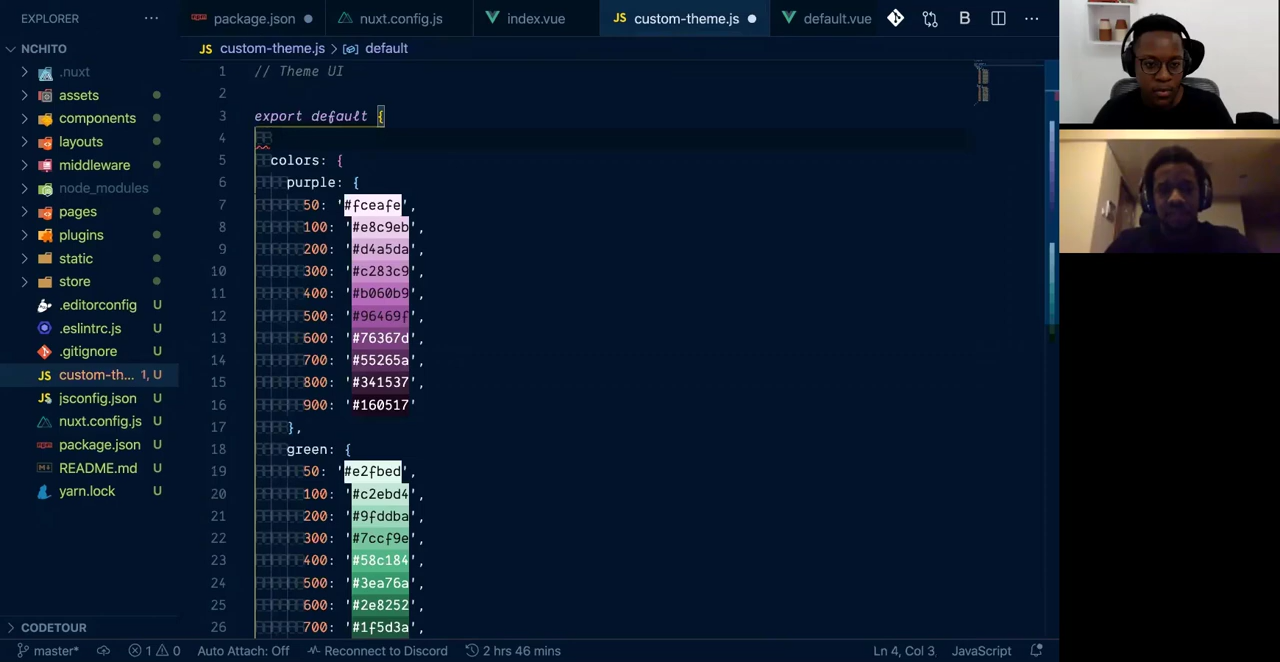 EXPLORER ···
package.json
nuxt.config.js
index.vue
JS custom-theme.js
default.vue
B
···
NCHITO
JS custom-theme.js > default
.nuxt
assets
components
layouts
middleware
node_modules
pages
plugins
static
store
.editorconfig U
.eslintrc.js U
.gitignore U
JS custom-th... 1, U
JS jsconfig.json U
nuxt.config.js U
package.json U
README.md U
yarn.lock U
CODETOUR
1 // Theme UI
2
3 export default {
4
5 colors: {
6 purple: {
7 50: '#fceafe',
8 100: '#e8c9eb',
9 200: '#d4a5da',
10 300: '#c283c9',
11 400: '#b060b9',
12 500: '#96469f',
13 600: '#76367d',
14 700: '#55265a',
15 800: '#341537',
16 900: '#160517'
17 },
18 green: {
19 50: '#e2fbed',
20 100: '#c2ebd4',
21 200: '#9fddba',
22 300: '#7ccf9e',
23 400: '#58c184',
24 500: '#3ea76a',
25 600: '#2e8252',
26 700: '#1f5d3a',
master* 1 0 Auto Attach: Off Reconnect to Discord 2 hrs 46 mins Ln 4, Col 3 JavaScript